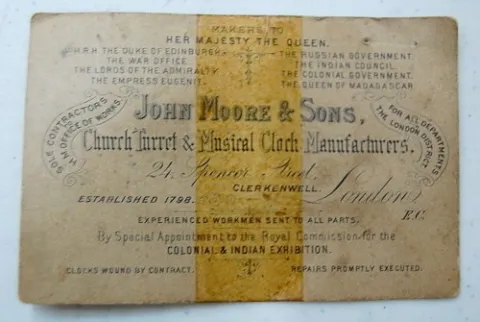 MAKERS TO
HER MAJESTY THE QUEEN.
H.R.H THE DUKE OF EDINBURGH
THE WAR OFFICE
THE LORDS OF THE ADMIRALTY
THE EMPRESS EUGENIE.
THE RUSSIAN GOVERNMENT.
THE INDIAN COUNCIL.
THE COLONIAL GOVERNMENT.
THE QUEEN OF MADAGASCAR
SOLE CONTRACTORS
H.M. OFFICE OF WORKS.
JOHN MOORE & SONS,
FOR ALL DEPARTMENTS
THE LONDON DISTRICT
Church Turret & Musical Clock Manufacturers.
24, Spencer Street,
CLERKENWELL.
London,
ESTABLISHED 1798.
E.C.
EXPERIENCED WORKMEN SENT TO ALL PARTS.
By Special Appointment to the Royal Commission for the
COLONIAL & INDIAN EXHIBITION.
CLOCKS WOUND BY CONTRACT.
REPAIRS PROMPTLY EXECUTED.